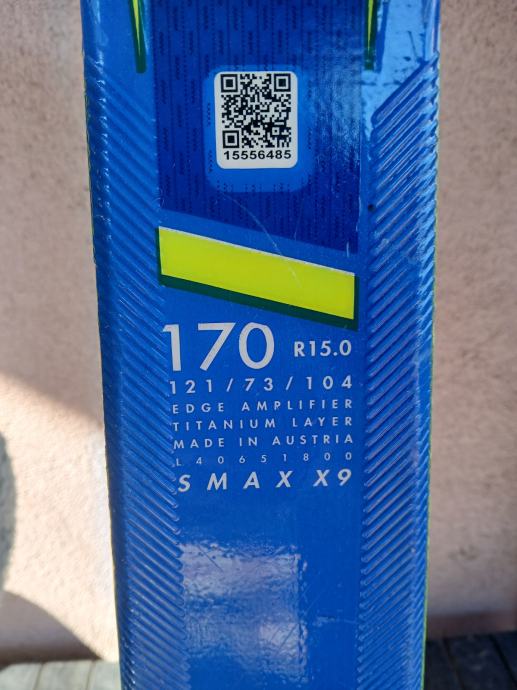 15556485
170 R15.0
121/73/104
EDGE AMPLIFIER
TITANIUM LAYER
MADE IN AUSTRIA
L40651800
SMAX X9